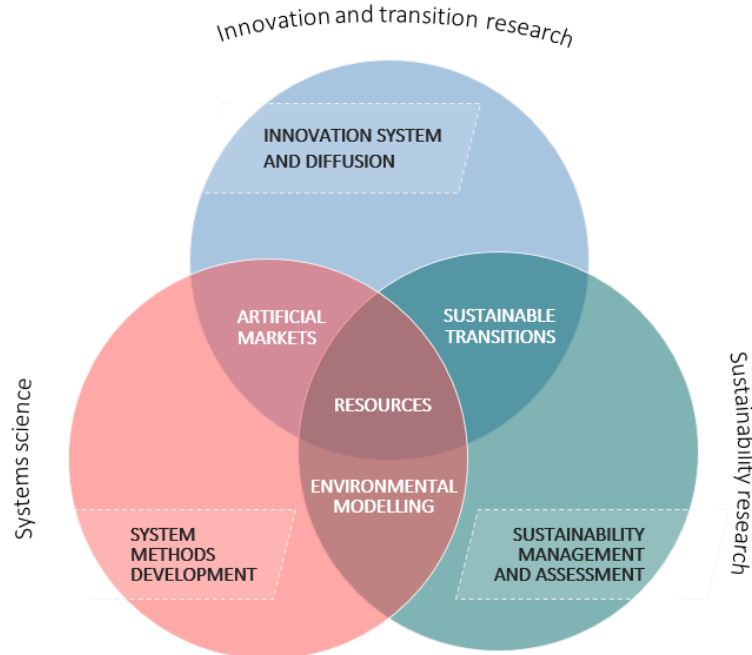 Innovation and transition research
INNOVATION SYSTEM
AND DIFFUSION
ARTIFICIAL
MARKETS
SUSTAINABLE
TRANSITIONS
RESOURCES
Systems science
Sustainability research
ENVIRONMENTAL
MODELLING
SYSTEM
METHODS
DEVELOPMENT
SUSTAINABILITY
MANAGEMENT
AND ASSESSMENT